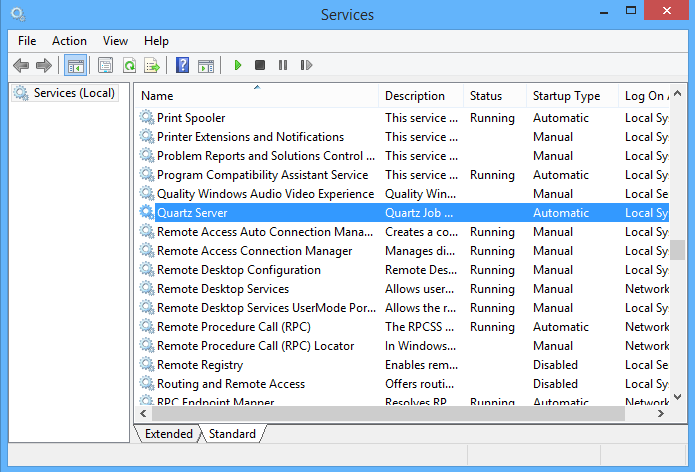 Services
File Action View Help
Services (Local)
Name Description Status Startup Type Log On A
Print Spooler This service ... Running Automatic Local Sy
Printer Extensions and Notifications This service ... Manual Local Sy
Problem Reports and Solutions Control ... This service ... Manual Local Sy
Program Compatibility Assistant Service This service ... Running Automatic Local Sy
Quality Windows Audio Video Experience Quality Win... Manual Local Se
Quartz Server Quartz Job ... Automatic Local Sy
Remote Access Auto Connection Mana... Creates a co... Running Manual Local Sy
Remote Access Connection Manager Manages di... Running Manual Local Sy
Remote Desktop Configuration Remote Des... Running Manual Local Sy
Remote Desktop Services Allows user... Running Manual Network
Remote Desktop Services UserMode Por... Allows the r... Running Manual Local Sy
Remote Procedure Call (RPC) The RPCSS ... Running Automatic Network
Remote Procedure Call (RPC) Locator In Windows... Manual Network
Remote Registry Enables rem... Disabled Local Se
Routing and Remote Access Offers routi... Disabled Local Sy
RPC Endpoint Mapper Resolves RP... Running Automatic Network
Extended Standard